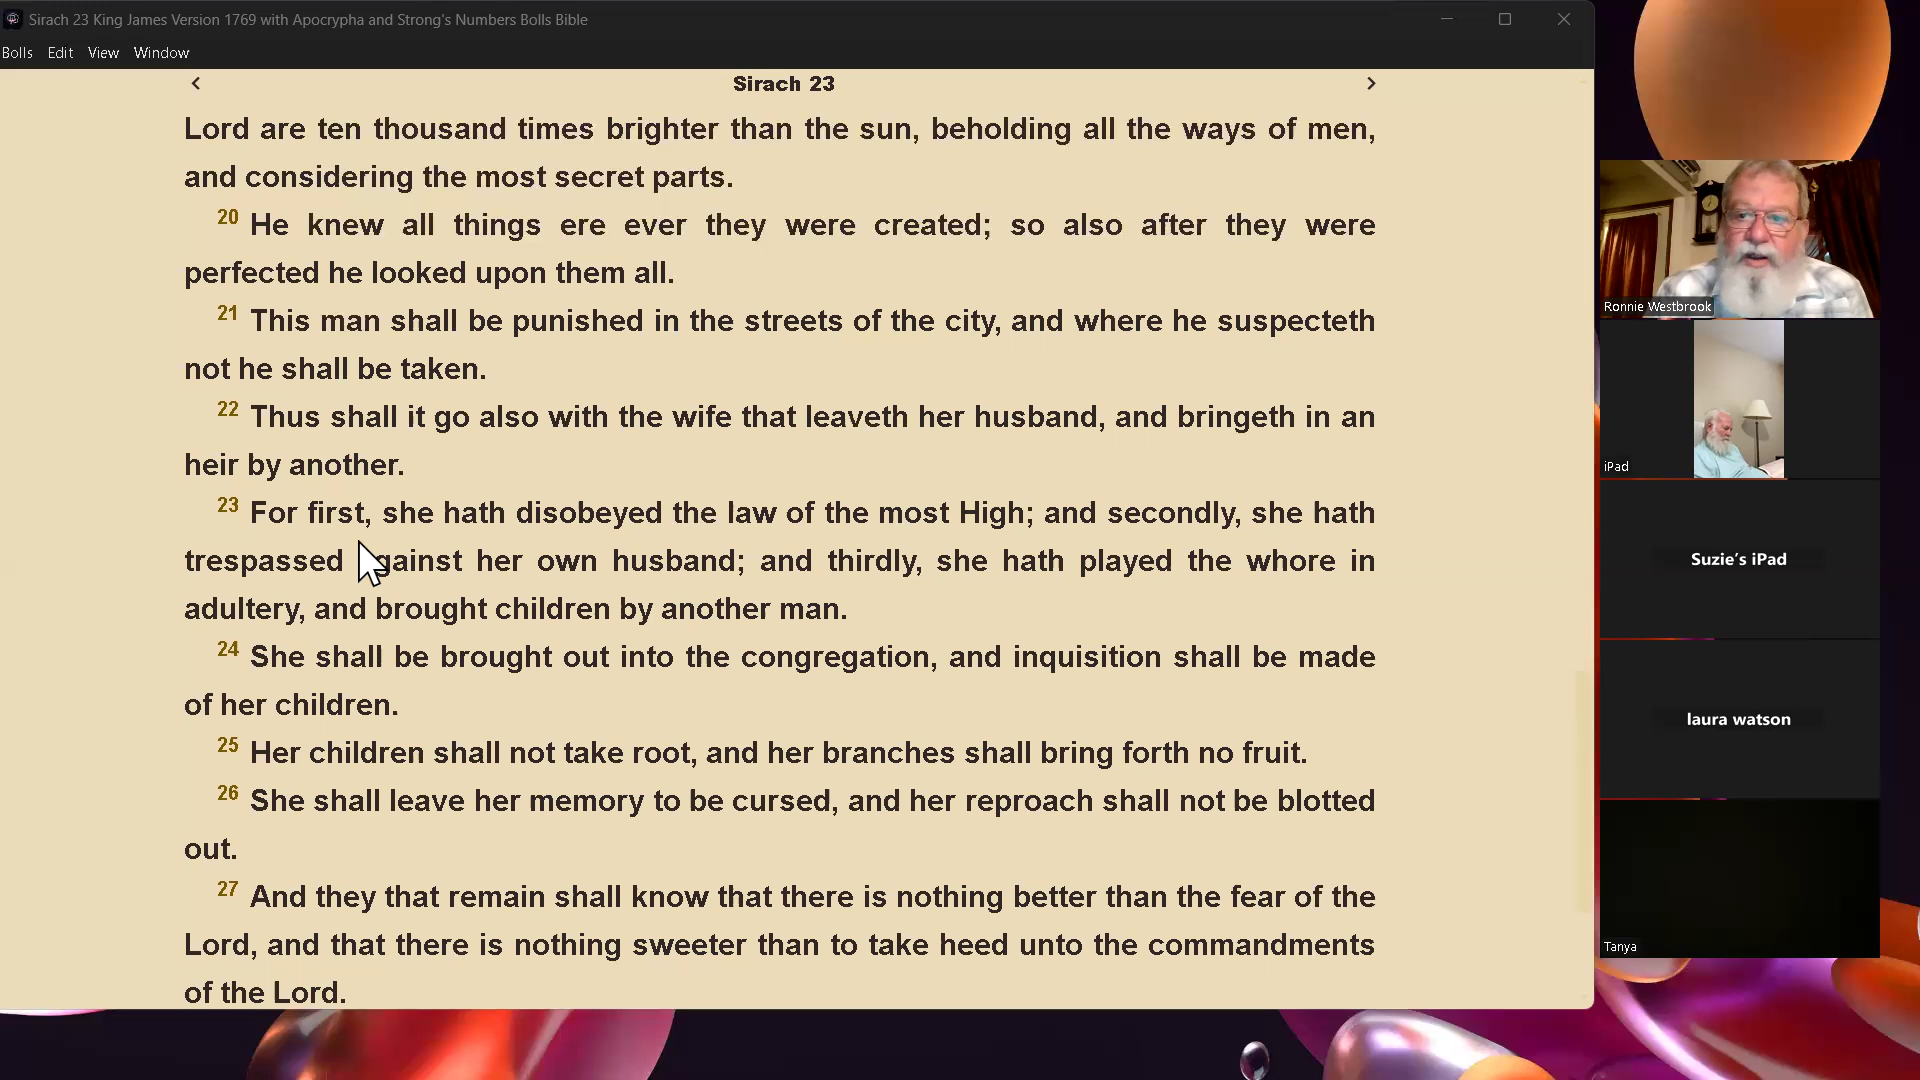 Sirach 23 King James Version 1769 with Apocrypha and Strong's Numbers Bolls Bible
Bolls Edit View Window
Sirach 23
Lord are ten thousand times brighter than the sun, beholding all the ways of men,
and considering the most secret parts.
20 He knew all things ere ever they were created; so also after they were
perfected he looked upon them all.
21 This man shall be punished in the streets of the city, and where he suspecteth
not he shall be taken.
22 Thus shall it go also with the wife that leaveth her husband, and bringeth in an
heir by another.
23 For first, she hath disobeyed the law of the most High; and secondly, she hath
trespassed against her own husband; and thirdly, she hath played the whore in
adultery, and brought children by another man.
24 She shall be brought out into the congregation, and inquisition shall be made
of her children.
25 Her children shall not take root, and her branches shall bring forth no fruit.
26 She shall leave her memory to be cursed, and her reproach shall not be blotted
out.
27 And they that remain shall know that there is nothing better than the fear of the
Lord, and that there is nothing sweeter than to take heed unto the commandments
of the Lord.
Ronnie Westbrook
iPad
Suzie's iPad
laura watson
Tanya